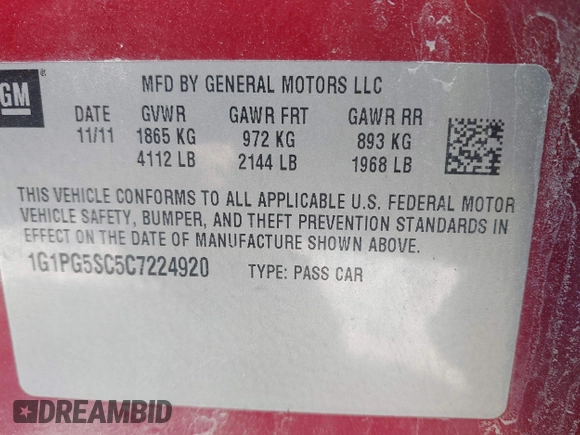 GM
MFD BY GENERAL MOTORS LLC
DATE GVWR GAWR FRT GAWR RR
11/11 1865 KG 972 KG 893 KG
4112 LB 2144 LB 1968 LB
THIS VEHICLE CONFORMS TO ALL APPLICABLE U.S. FEDERAL MOTOR
VEHICLE SAFETY, BUMPER, AND THEFT PREVENTION STANDARDS IN
EFFECT ON THE DATE OF MANUFACTURE SHOWN ABOVE.
1G1PG5SC5C7224920 TYPE: PASS CAR
DREAMBID